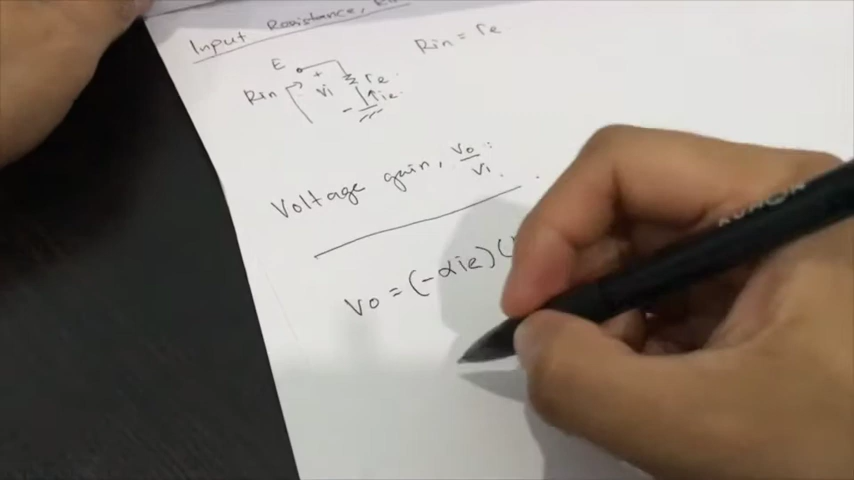 Input Resistance,
E
Rin = re
Rin
+
vi
re
-
ie
Voltage gain, vo/vi :
vo = (-αie)(